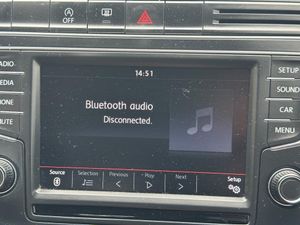 OFF
RADIO
MEDIA
PHONE
MUTE
14:51
Bluetooth audio
Disconnected.
Source
Selection
Previous
Play
Next
Setup
SETUP
SOUND
CAR
MENU